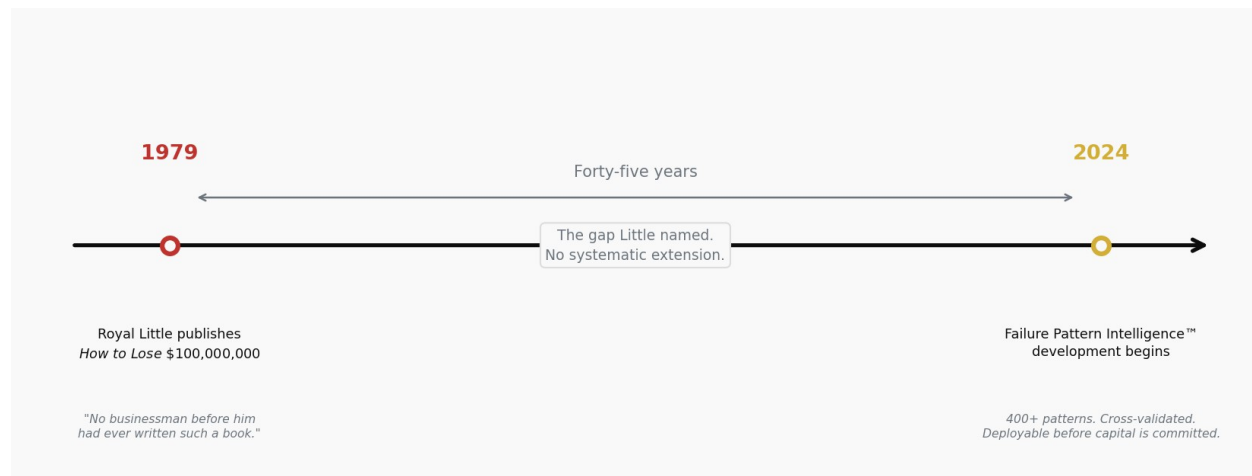 1979
2024
Forty-five years
The gap Little named.
No systematic extension.
Royal Little publishes
How to Lose $100,000,000
Failure Pattern Intelligence™
development begins
"No businessman before him
had ever written such a book."
400+ patterns. Cross-validated.
Deployable before capital is committed.